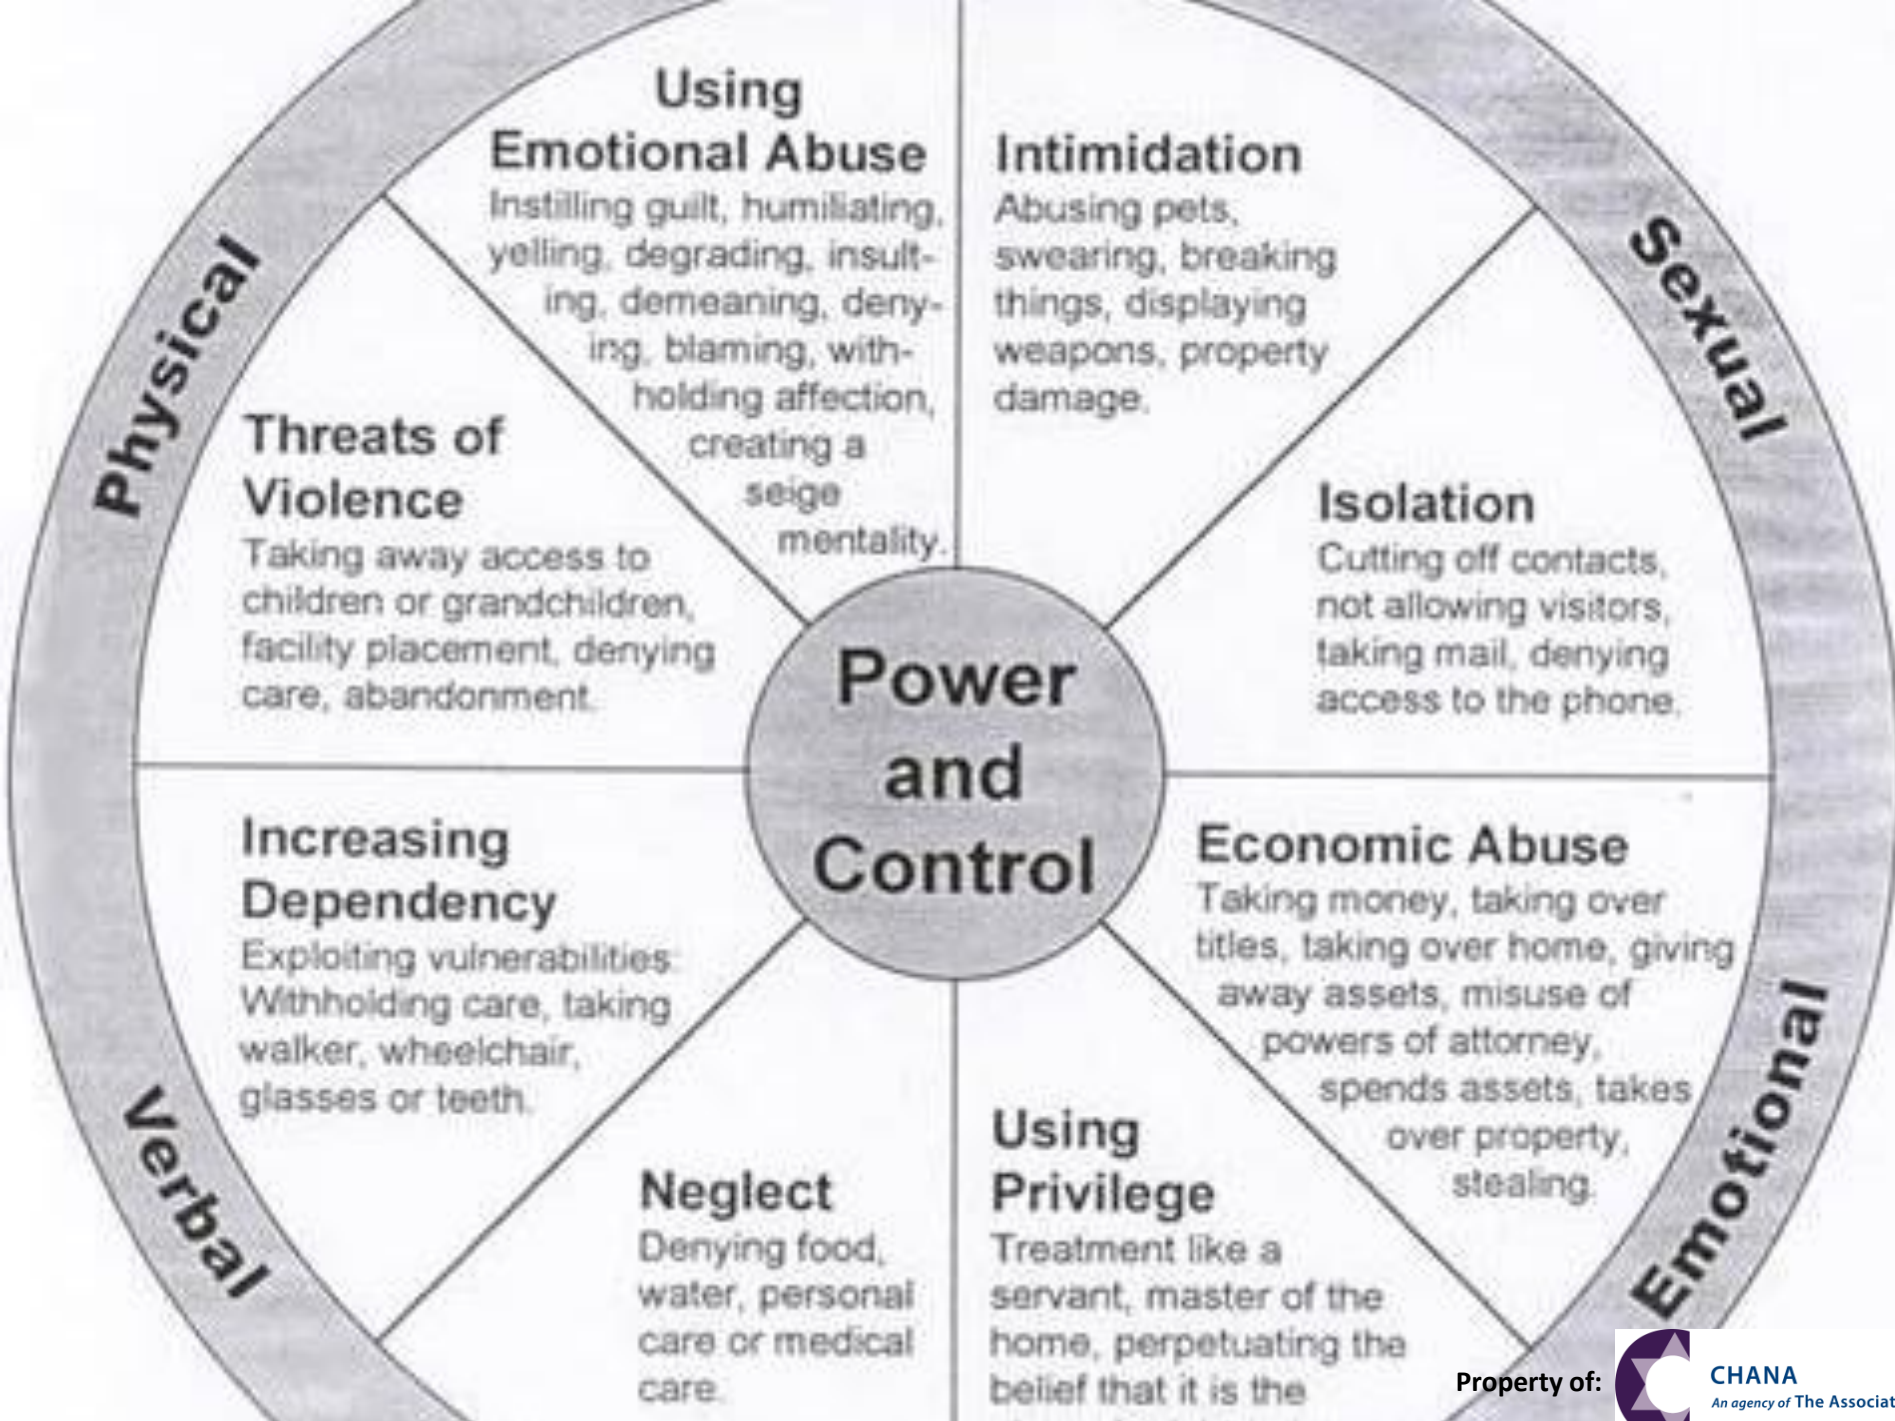 Using
Emotional Abuse
Instilling guilt, humiliating,
yelling, degrading, insult-
ing, demeaning, deny-
ing, blaming, with-
holding affection,
creating a
seige
mentality.
Intimidation
Abusing pets,
swearing, breaking
things, displaying
weapons, property
damage.
Physical
Sexual
Threats of
Violence
Taking away access to
children or grandchildren,
facility placement, denying
care, abandonment.
Isolation
Cutting off contacts,
not allowing visitors,
taking mail, denying
access to the phone.
Power
and
Control
Increasing
Dependency
Exploiting vulnerabilities:
Withholding care, taking
walker, wheelchair,
glasses or teeth.
Economic Abuse
Taking money, taking over
titles, taking over home, giving
away assets, misuse of
powers of attorney,
spends assets, takes
over property,
stealing.
Verbal
Emotional
Neglect
Denying food,
water, personal
care or medical
care.
Using
Privilege
Treatment like a
servant, master of the
home, perpetuating the
belief that it is the
Property of:
CHANA
An agency of The Associat